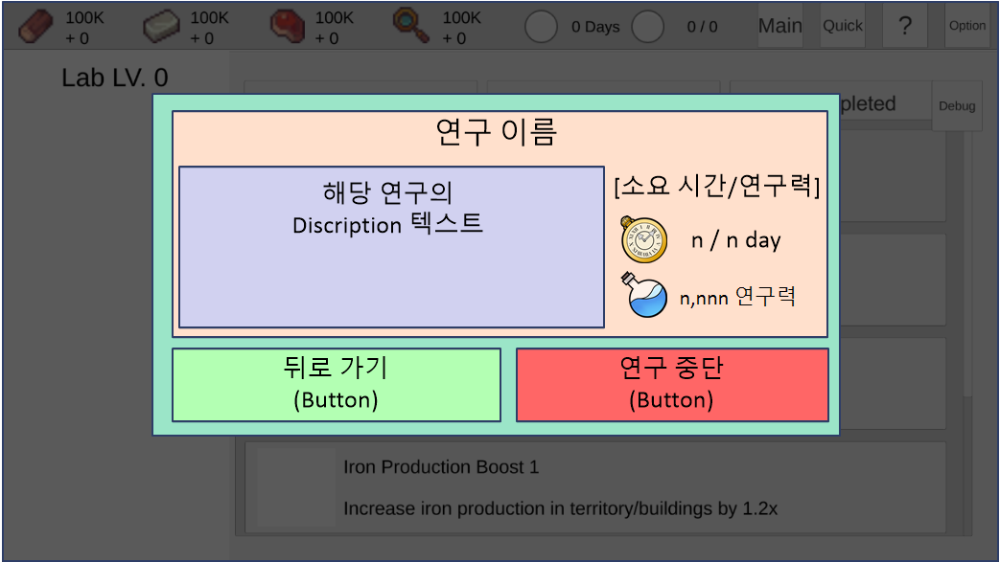 100K
+ 0
100K
+ 0
100K
+ 0
100K
+ 0
0 Days
0 / 0
Main
Quick
?
Option
Lab LV. 0
pleted
Debug
연구 이름
해당 연구의
Discription 텍스트
[소요 시간/연구력]
n / n day
n,nnn 연구력
뒤로 가기
(Button)
연구 중단
(Button)
Iron Production Boost 1
Increase iron production in territory/buildings by 1.2x